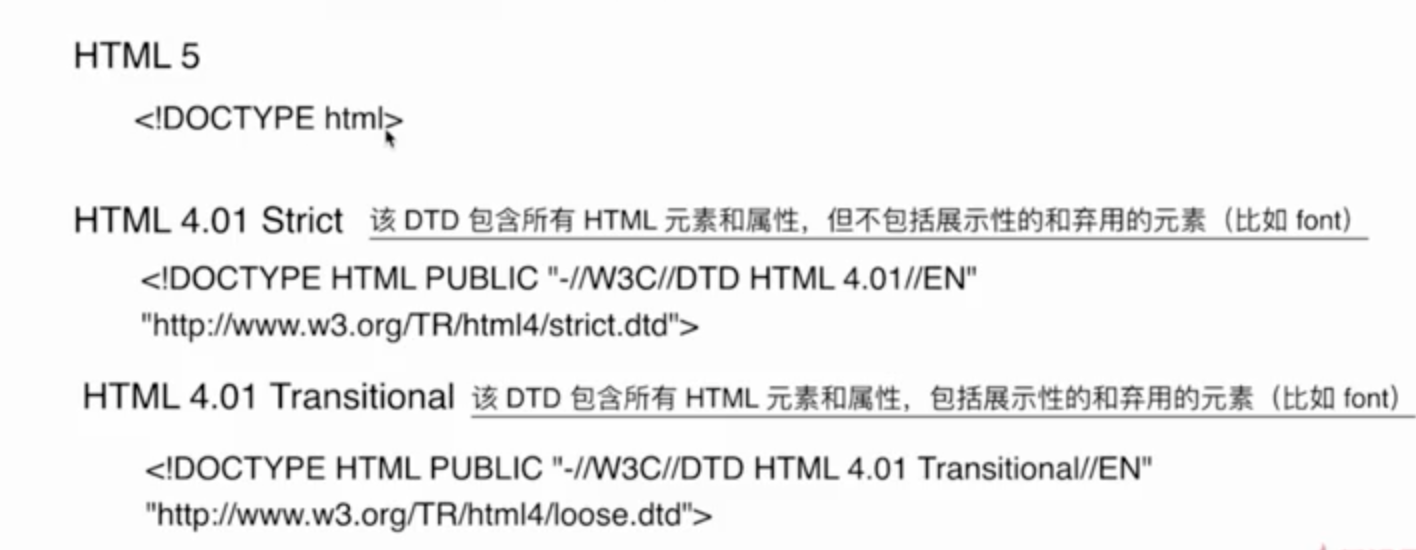 HTML 5
<!DOCTYPE html>
HTML 4.01 Strict 该 DTD 包含所有 HTML 元素和属性，但不包括展示性的和弃用的元素（比如 font）
<!DOCTYPE HTML PUBLIC "-//W3C//DTD HTML 4.01//EN"
"http://www.w3.org/TR/html4/strict.dtd">
HTML 4.01 Transitional 该 DTD 包含所有 HTML 元素和属性，包括展示性的和弃用的元素（比如 font）
<!DOCTYPE HTML PUBLIC "-//W3C//DTD HTML 4.01 Transitional//EN"
"http://www.w3.org/TR/html4/loose.dtd">